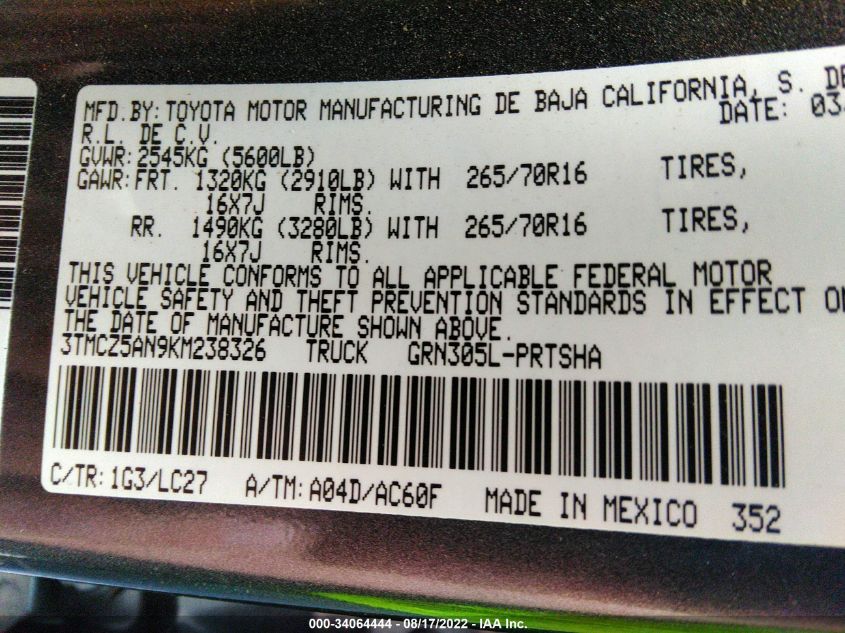 MFD.BY: TOYOTA MOTOR MANUFACTURING DE BAJA CALIFORNIA, S. DE
R.L. DE C.V. DATE: 03
GVWR: 2545KG (5600LB)
GAWR: FRT. 1320KG (2910LB) WITH 265/70R16 TIRES,
16X7J RIMS.
RR. 1490KG (3280LB) WITH 265/70R16 TIRES,
16X7J RIMS.
THIS VEHICLE CONFORMS TO ALL APPLICABLE FEDERAL MOTOR
VEHICLE SAFETY AND THEFT PREVENTION STANDARDS IN EFFECT ON
THE DATE OF MANUFACTURE SHOWN ABOVE.
3TMCZ5AN9KM238326 TRUCK GRN305L-PRTSHA
C/TR: 1G3/LC27 A/TM: A04D/AC60F MADE IN MEXICO 352
000-34064444 - 08/17/2022 - IAA Inc.